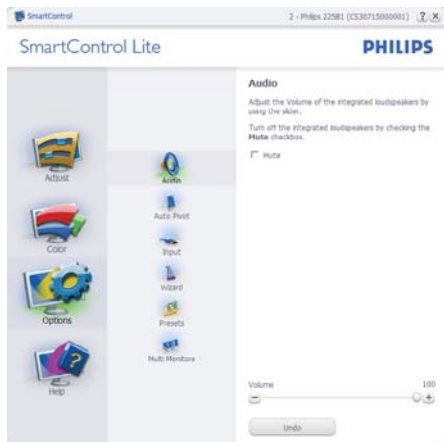 SmartControl
2 - Philips 225B1 (CS30715000001)
SmartControl Lite
PHILIPS
Adjust
Color
Options
Help
Audio
Auto Pivot
Input
Wizard
Presets
Multi Monitors
Audio
Adjust the Volume of the integrated loudspeakers by
using the slider.
Turn off the integrated loudspeakers by checking the
Mute checkbox.
Mute
Volume
100
Undo